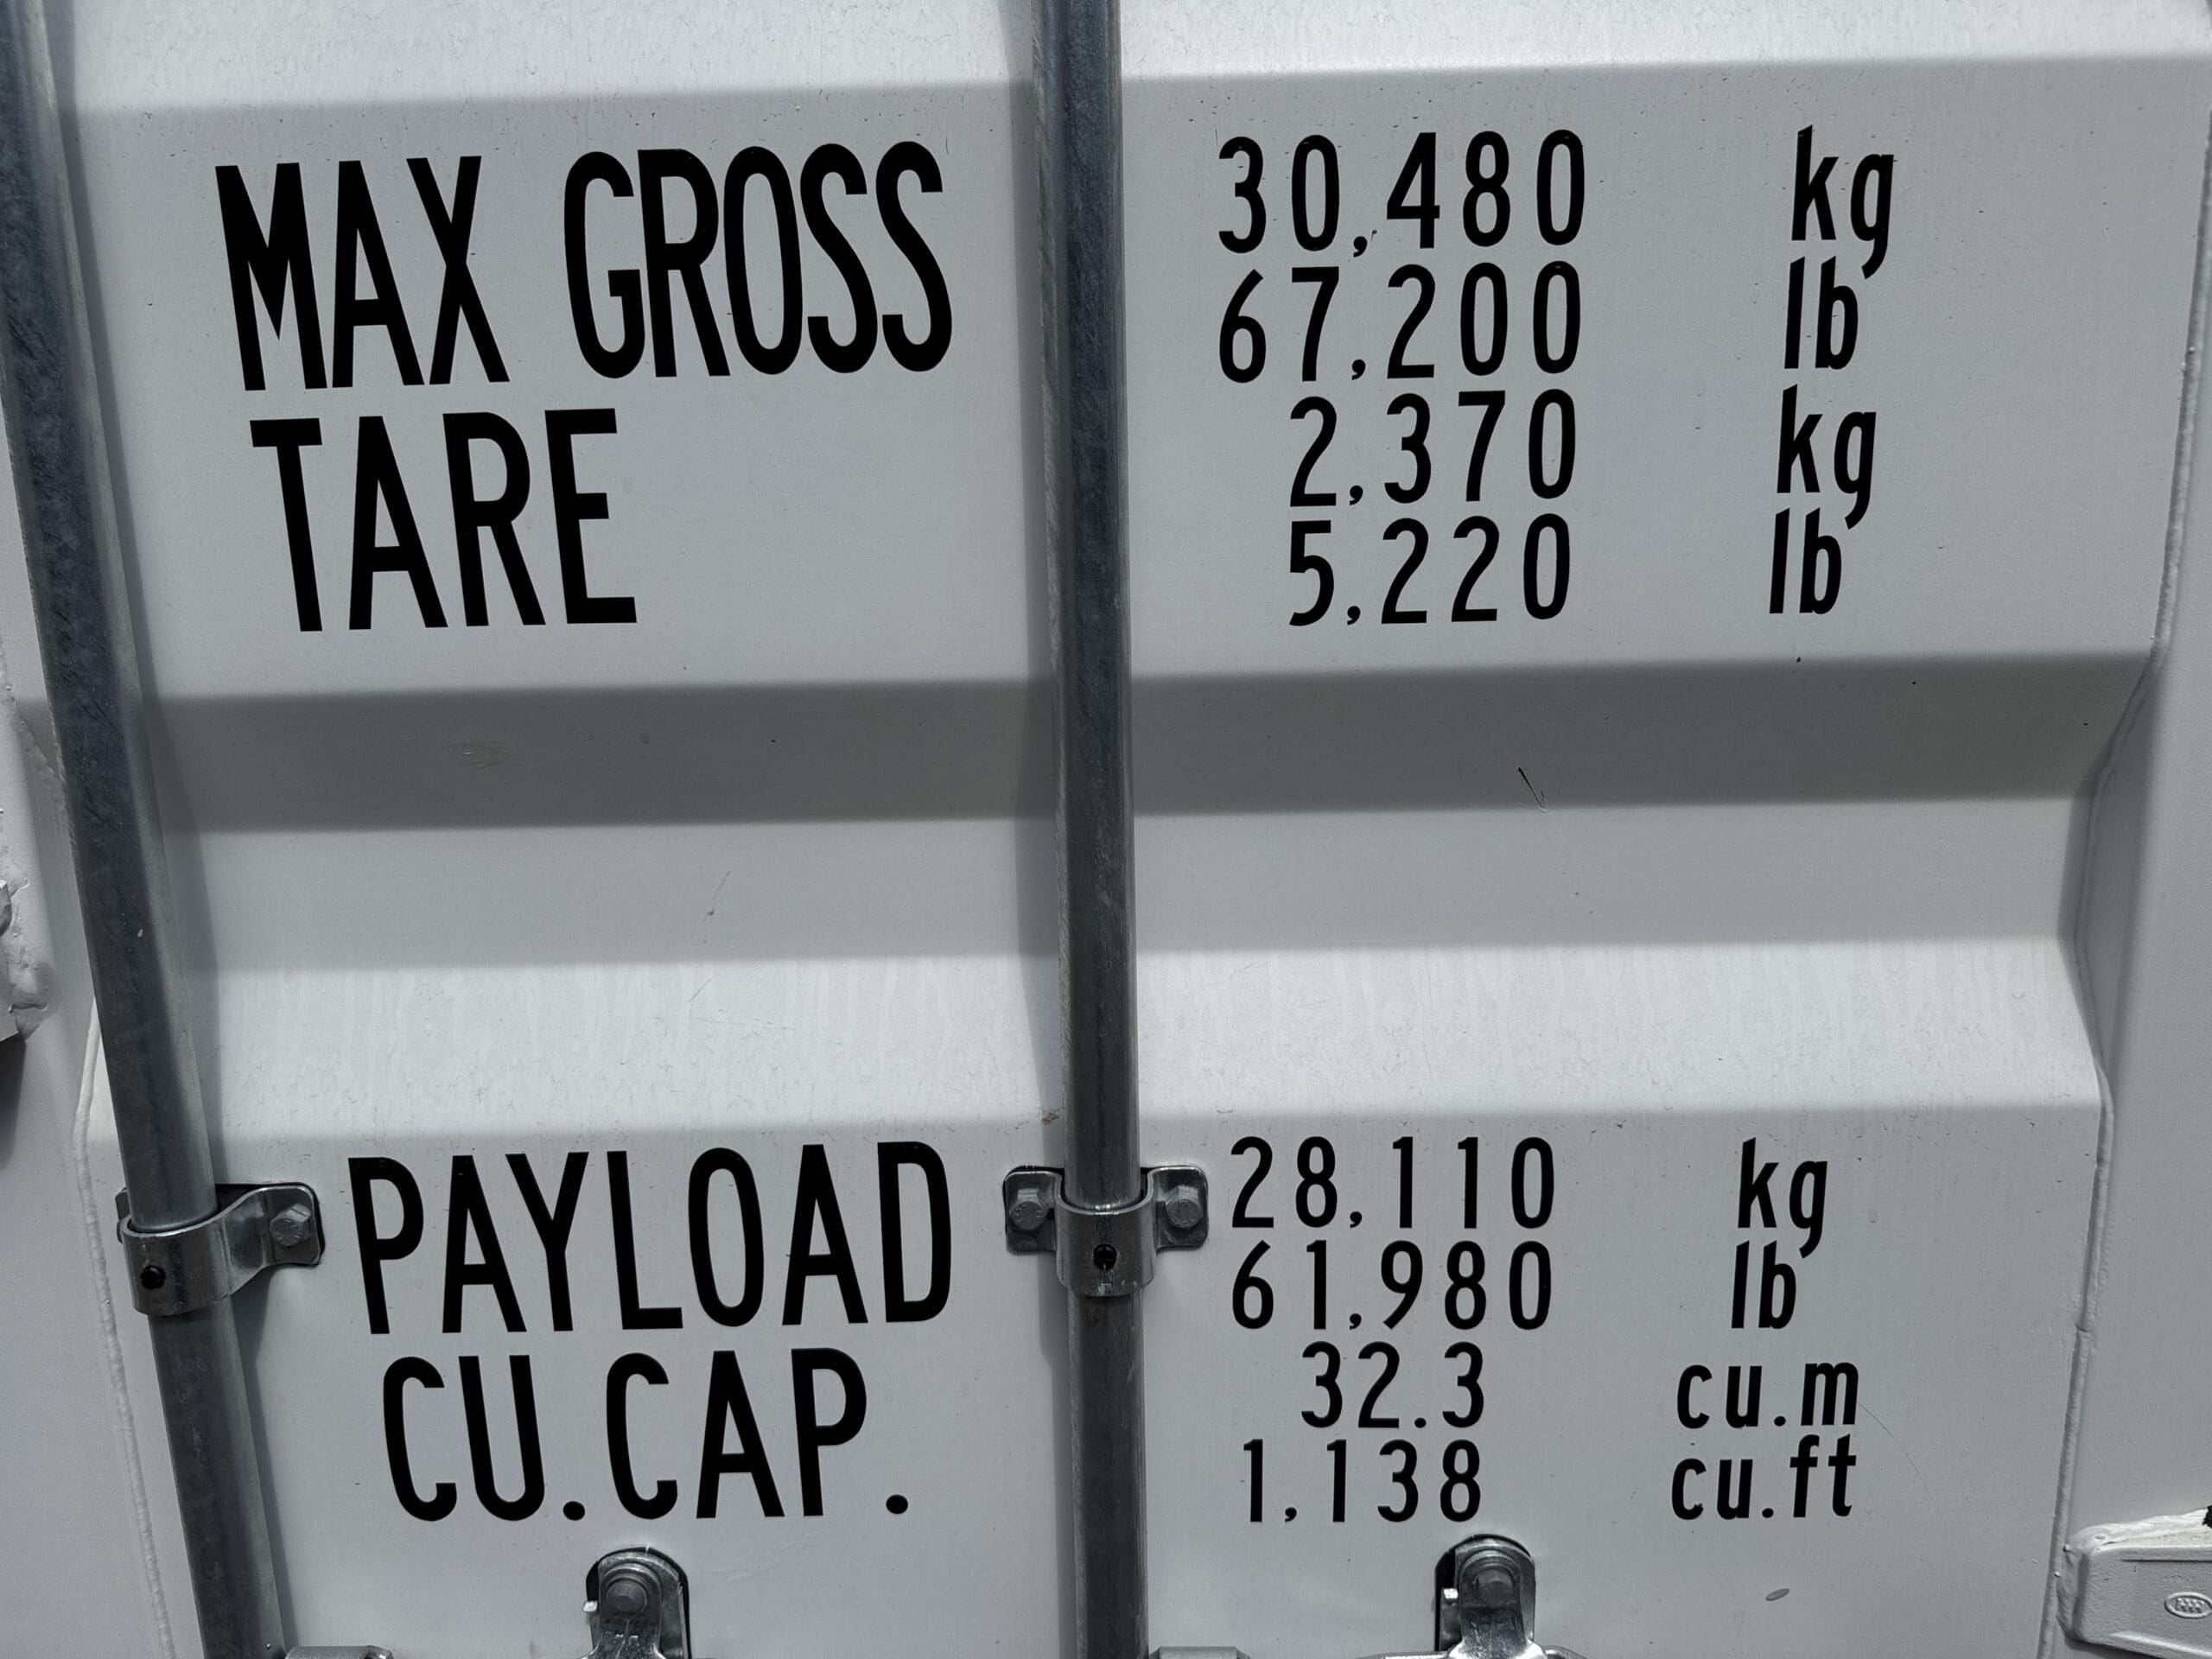 MAX GROSS 30,480 kg
67,200 lb
TARE 2,370 kg
5,220 lb
PAYLOAD 28,110 kg
61,980 lb
CU.CAP. 32.3 cu.m
1,138 cu.ft